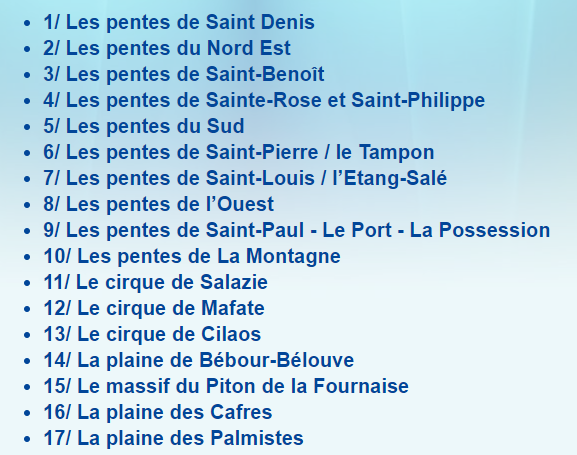 • 1/ Les pentes de Saint Denis
• 2/ Les pentes du Nord Est
• 3/ Les pentes de Saint-Benoît
• 4/ Les pentes de Sainte-Rose et Saint-Philippe
• 5/ Les pentes du Sud
• 6/ Les pentes de Saint-Pierre / le Tampon
• 7/ Les pentes de Saint-Louis / l’Etang-Salé
• 8/ Les pentes de l’Ouest
• 9/ Les pentes de Saint-Paul - Le Port - La Possession
• 10/ Les pentes de La Montagne
• 11/ Le cirque de Salazie
• 12/ Le cirque de Mafate
• 13/ Le cirque de Cilaos
• 14/ La plaine de Bébour-Bélouve
• 15/ Le massif du Piton de la Fournaise
• 16/ La plaine des Cafres
• 17/ La plaine des Palmistes